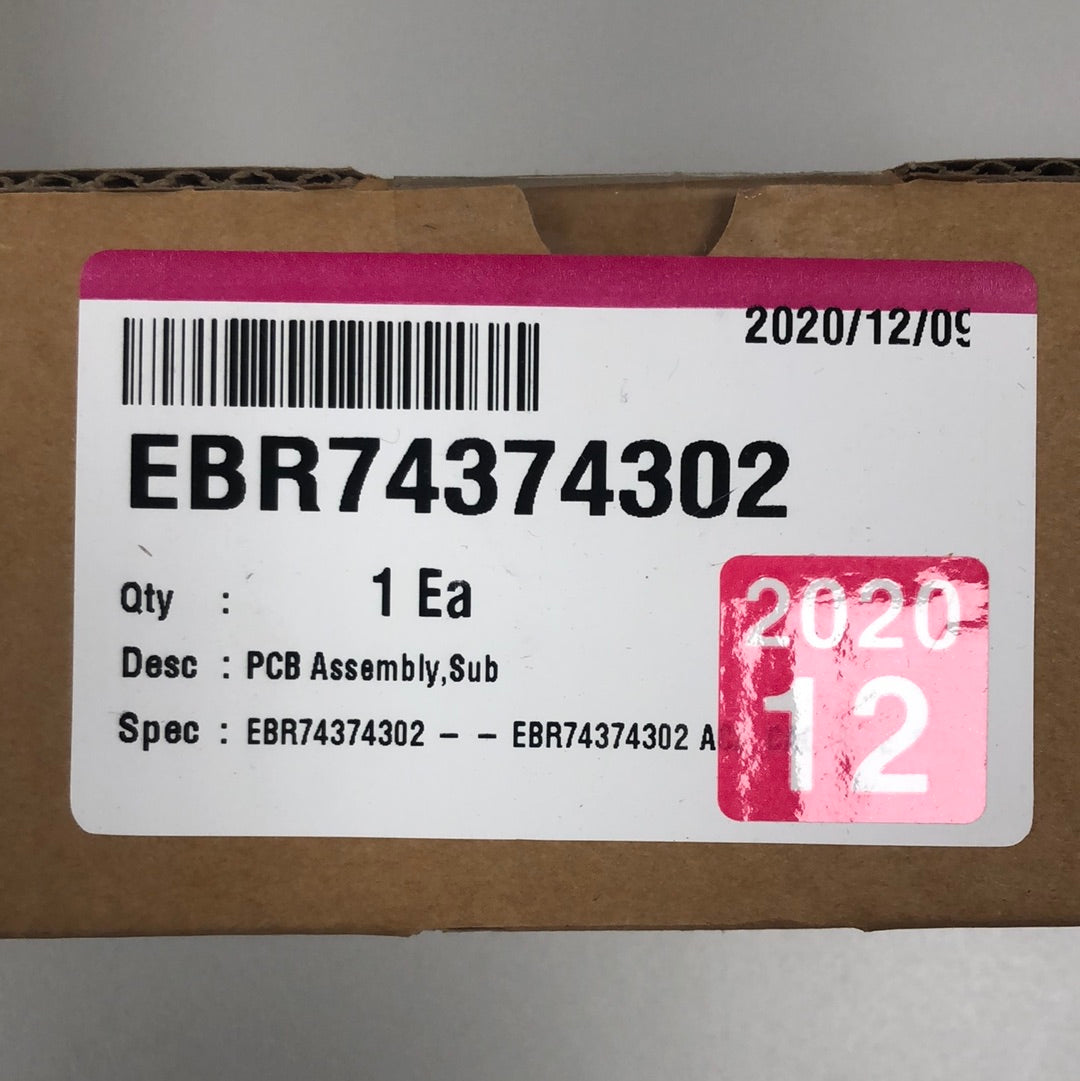 2020/12/09
EBR74374302
Qty : 1 Ea
Desc : PCB Assembly,Sub
Spec : EBR74374302 - - EBR74374302 A
2020
12